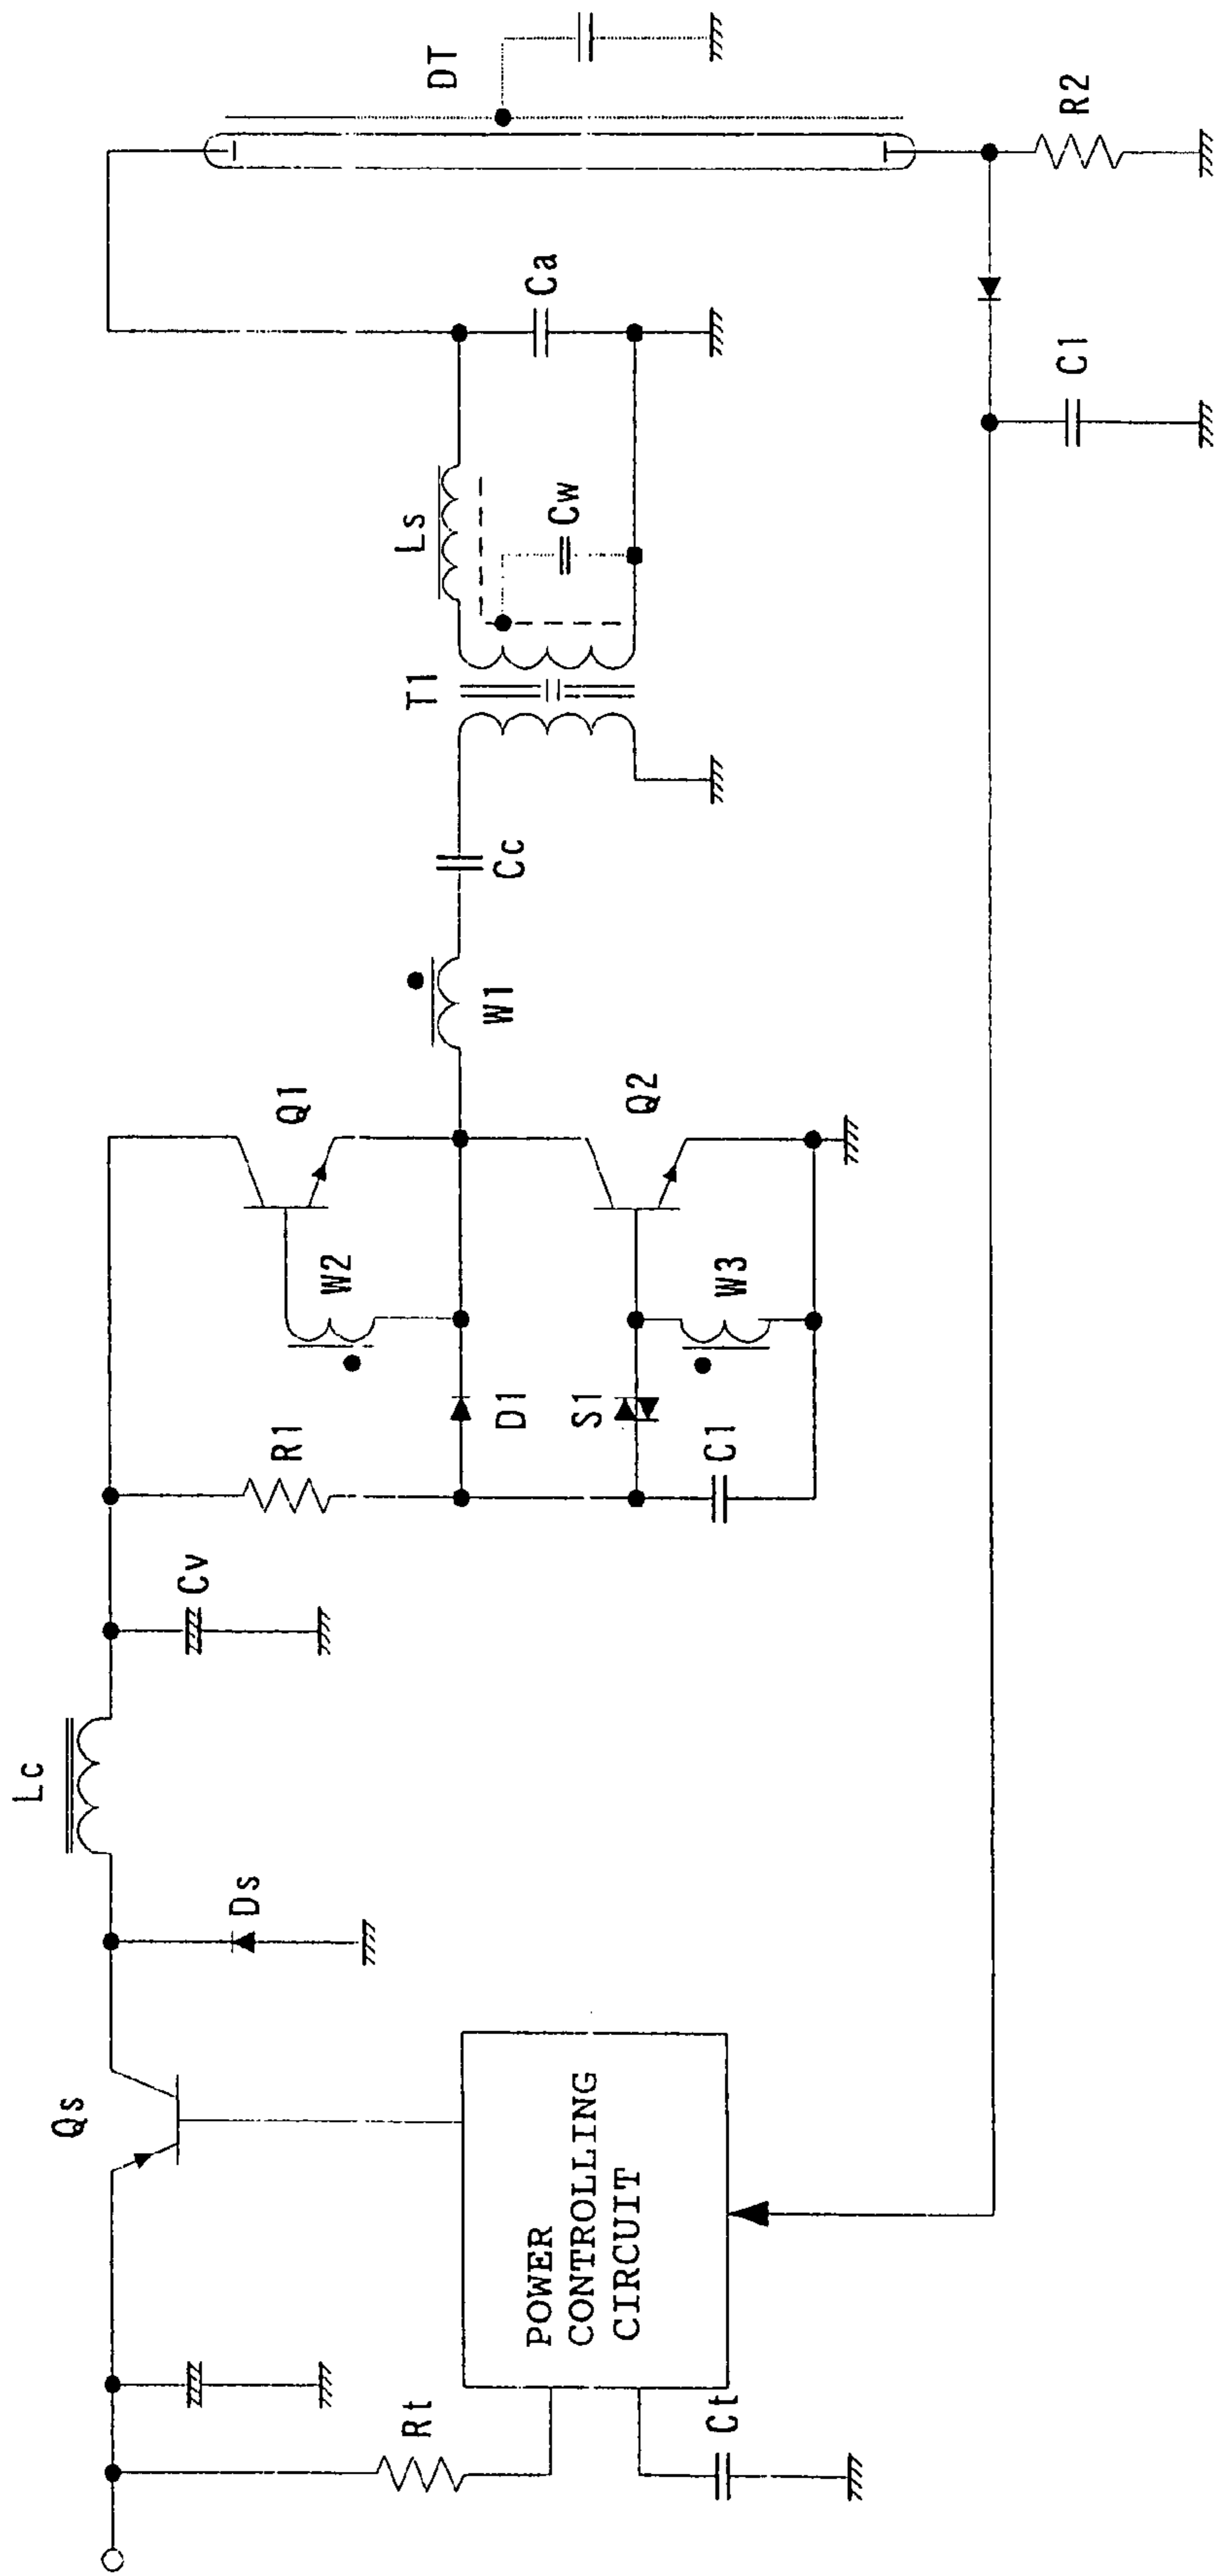 Qs
Lc
Ds
Cv
Rt
Ct
POWER
CONTROLLING
CIRCUIT
R1
D1
S1
C1
W2
W3
Q1
Q2
W1
Cc
T1
Ls
Cw
Ca
DT
C1
R2